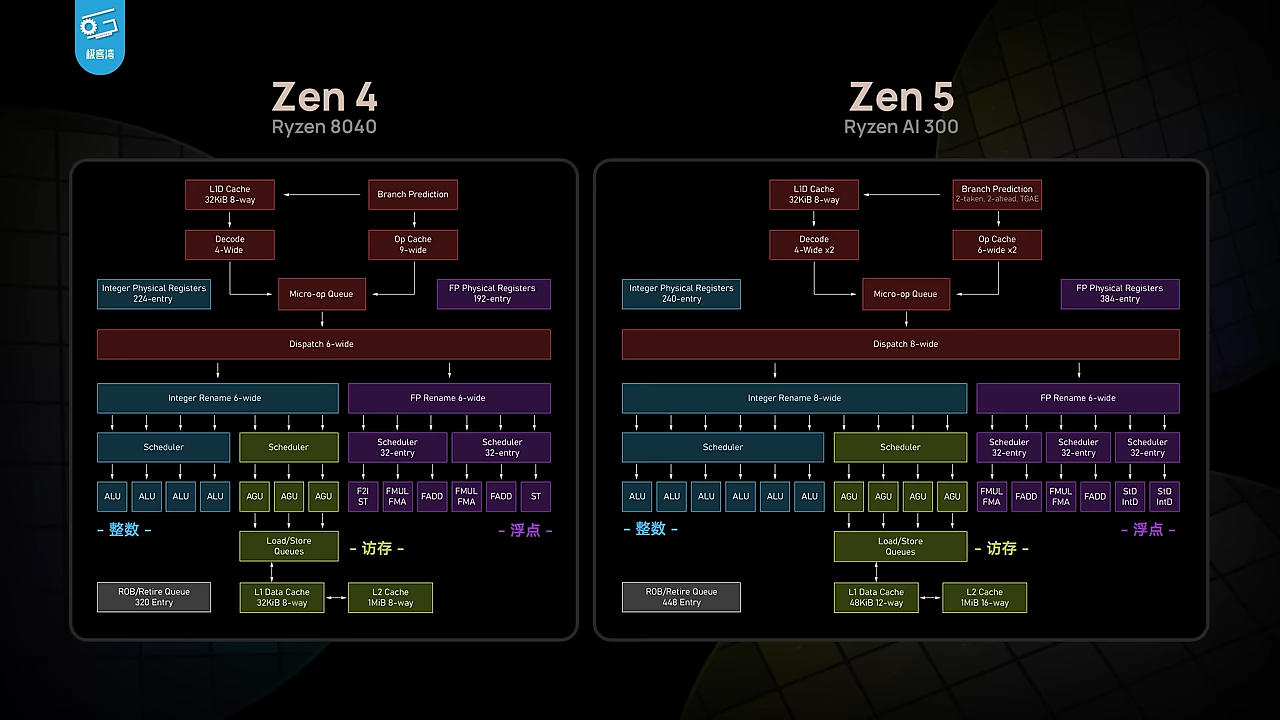 极客湾
Zen 4
Ryzen 8040
L1D Cache
32KiB 8-way
Branch Prediction
Decode
4-Wide
Op Cache
9-wide
Integer Physical Registers
224-entry
Micro-op Queue
FP Physical Registers
192-entry
Dispatch 6-wide
Integer Rename 6-wide
FP Rename 6-wide
Scheduler
Scheduler
Scheduler
32-entry
Scheduler
32-entry
ALU
ALU
ALU
ALU
AGU
AGU
AGU
F2I
ST
FMUL
FMA
FADD
FMUL
FMA
FADD
ST
- 整数 -
- 浮点 -
Load/Store
Queues
- 访存 -
ROB/Retire Queue
320 Entry
L1 Data Cache
32KiB 8-way
L2 Cache
1MiB 8-way
Zen 5
Ryzen AI 300
L1D Cache
32KiB 8-way
Branch Prediction
2-taken, 2-ahead, TGAE
Decode
4-Wide x2
Op Cache
6-wide x2
Integer Physical Registers
240-entry
Micro-op Queue
FP Physical Registers
384-entry
Dispatch 8-wide
Integer Rename 8-wide
FP Rename 6-wide
Scheduler
Scheduler
Scheduler
32-entry
Scheduler
32-entry
Scheduler
32-entry
ALU
ALU
ALU
ALU
ALU
ALU
AGU
AGU
AGU
AGU
FMUL
FMA
FADD
FMUL
FMA
FADD
StD
IntD
StD
IntD
- 整数 -
- 浮点 -
Load/Store
Queues
- 访存 -
ROB/Retire Queue
448 Entry
L1 Data Cache
48KiB 12-way
L2 Cache
1MiB 16-way